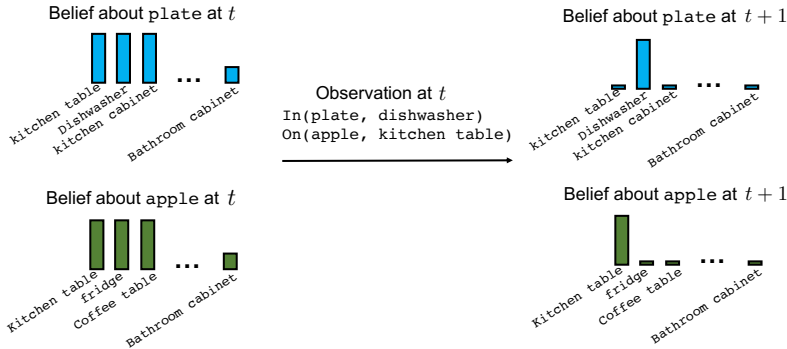 Belief about plate at t
kitchen table
Dishwasher
kitchen cabinet
...
Bathroom cabinet
Observation at t
In(plate, dishwasher)
On(apple, kitchen table)
Belief about plate at t + 1
kitchen table
Dishwasher
kitchen cabinet
...
Bathroom cabinet
Belief about apple at t
Kitchen table
fridge
Coffee table
...
Bathroom cabinet
Belief about apple at t + 1
Kitchen table
fridge
Coffee table
...
Bathroom cabinet